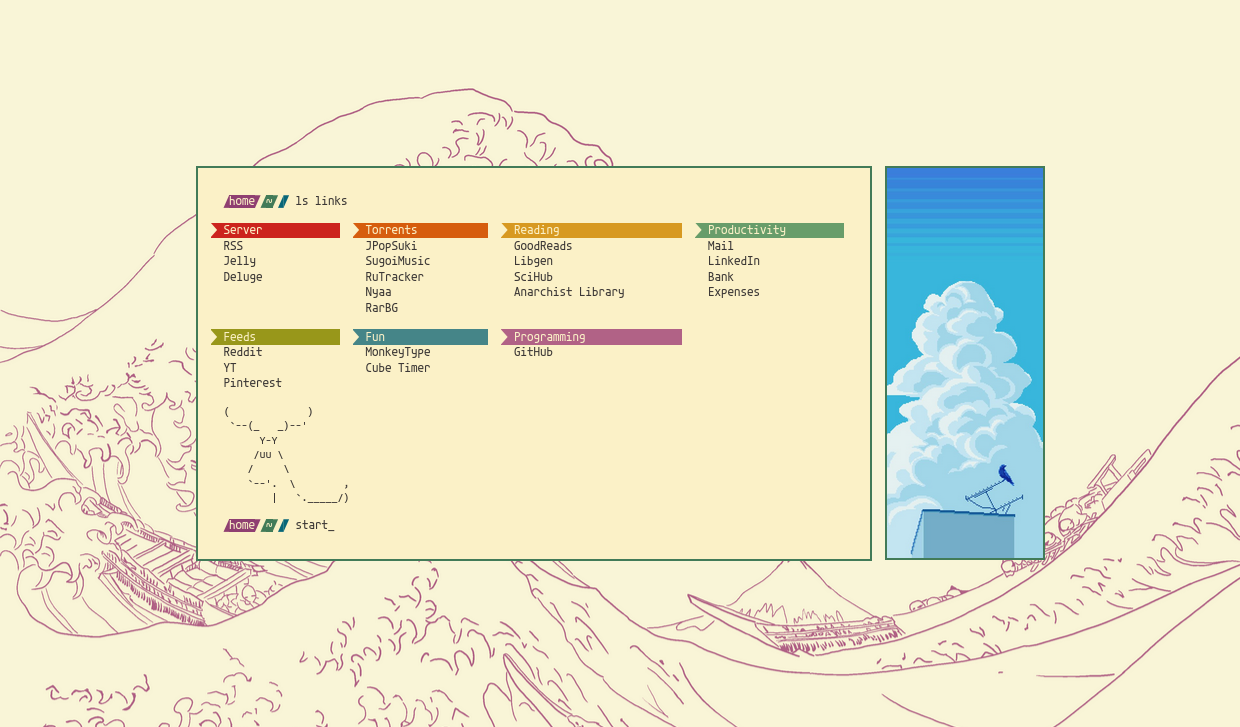 home ~ ls links
Server Torrents Reading Productivity
RSS JPopSuki GoodReads Mail
Jelly SugoiMusic Libgen LinkedIn
Deluge RuTracker SciHub Bank
Nyaa Anarchist Library Expenses
RarBG
Feeds Fun Programming
Reddit MonkeyType GitHub
YT Cube Timer
Pinterest
home ~ start_